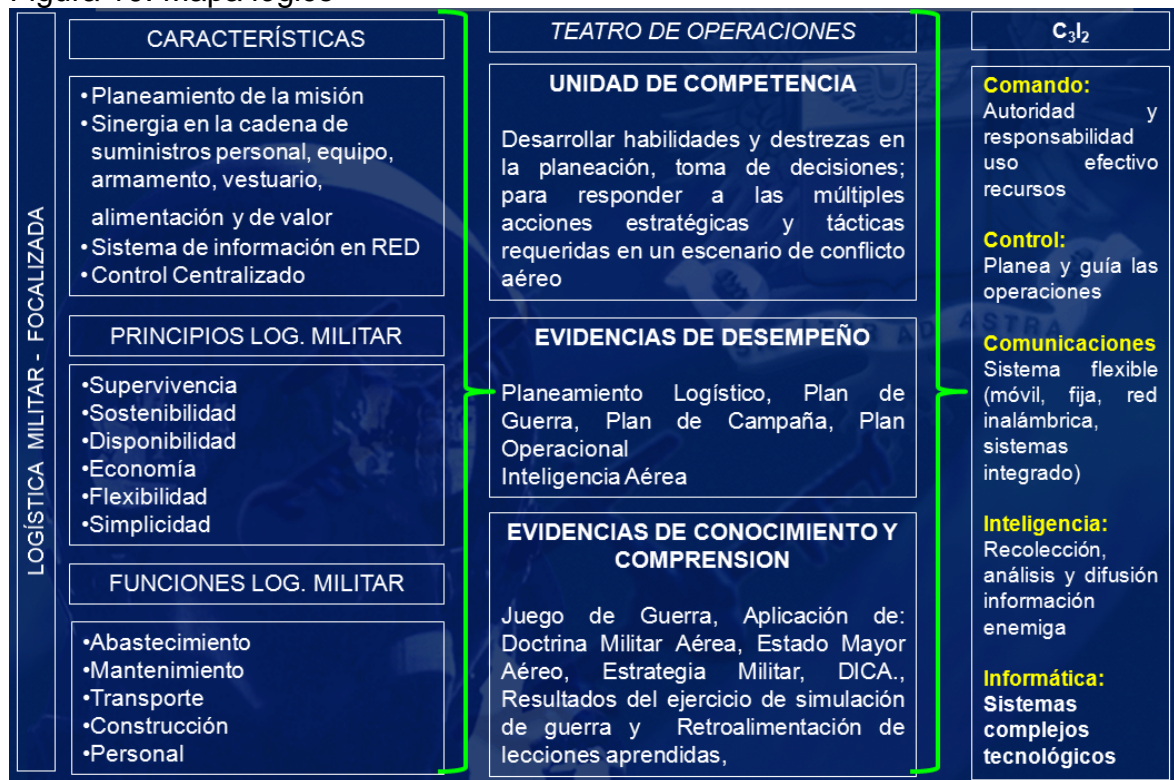 Figura 16. Mapa lógico
LOGÍSTICA MILITAR - FOCALIZADA
CARACTERÍSTICAS
•Planeamiento de la misión
•Sinergia en la cadena de
suministros personal, equipo,
armamento, vestuario,
alimentación y de valor
•Sistema de información en RED
•Control Centralizado
PRINCIPIOS LOG. MILITAR
•Supervivencia
•Sostenibilidad
•Disponibilidad
•Economía
•Flexibilidad
•Simplicidad
FUNCIONES LOG. MILITAR
•Abastecimiento
•Mantenimiento
•Transporte
•Construcción
•Personal
TEATRO DE OPERACIONES
UNIDAD DE COMPETENCIA
Desarrollar habilidades y destrezas en
la planeación, toma de decisiones;
para responder a las múltiples
acciones estratégicas y tácticas
requeridas en un escenario de conflicto
aéreo
EVIDENCIAS DE DESEMPEÑO
Planeamiento Logístico, Plan de
Guerra, Plan de Campaña, Plan
Operacional
Inteligencia Aérea
EVIDENCIAS DE CONOCIMIENTO Y
COMPRENSION
Juego de Guerra, Aplicación de:
Doctrina Militar Aérea, Estado Mayor
Aéreo, Estrategia Militar, DICA.,
Resultados del ejercicio de simulación
de guerra y Retroalimentación de
lecciones aprendidas,
C₃I₂
Comando:
Autoridad y
responsabilidad
uso efectivo
recursos
Control:
Planea y guía las
operaciones
Comunicaciones
Sistema flexible
(móvil, fija, red
inalámbrica,
sistemas
integrado)
Inteligencia:
Recolección,
análisis y difusión
información
enemiga
Informática:
Sistemas
complejos
tecnológicos
AD ASTRA